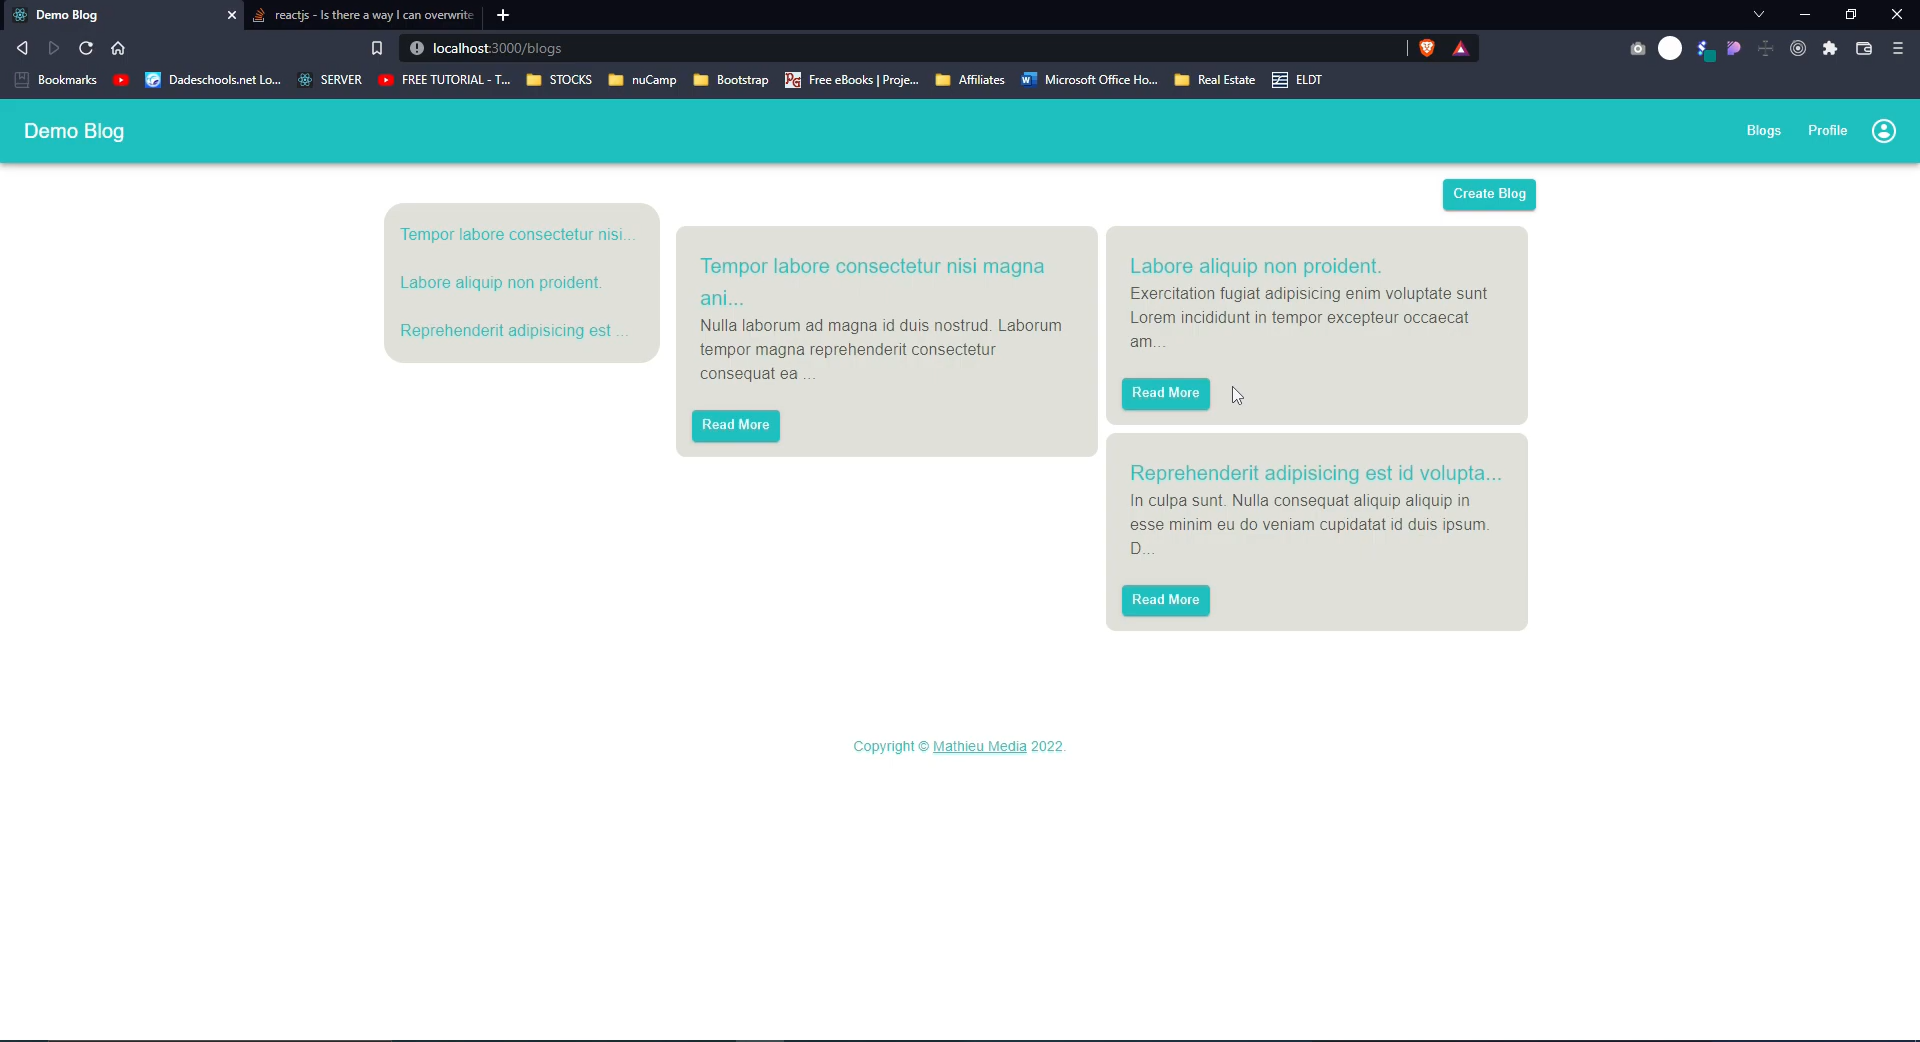 Demo Blog
reactjs - Is there a way I can overwrite
localhost:3000/blogs
Bookmarks
Dadeschools.net Lo...
SERVER
FREE TUTORIAL - T...
STOCKS
nuCamp
Bootstrap
Free eBooks | Proje...
Affiliates
Microsoft Office Ho...
Real Estate
ELDT
Demo Blog
Blogs
Profile
Create Blog
Tempor labore consectetur nisi...
Labore aliquip non proident.
Reprehenderit adipisicing est ...
Tempor labore consectetur nisi magna
ani...
Nulla laborum ad magna id duis nostrud. Laborum
tempor magna reprehenderit consectetur
consequat ea ...
Read More
Labore aliquip non proident.
Exercitation fugiat adipisicing enim voluptate sunt
Lorem incididunt in tempor excepteur occaecat
am...
Read More
Reprehenderit adipisicing est id volupta...
In culpa sunt. Nulla consequat aliquip aliquip in
esse minim eu do veniam cupidatat id duis ipsum.
D...
Read More
Copyright © Mathieu Media 2022.